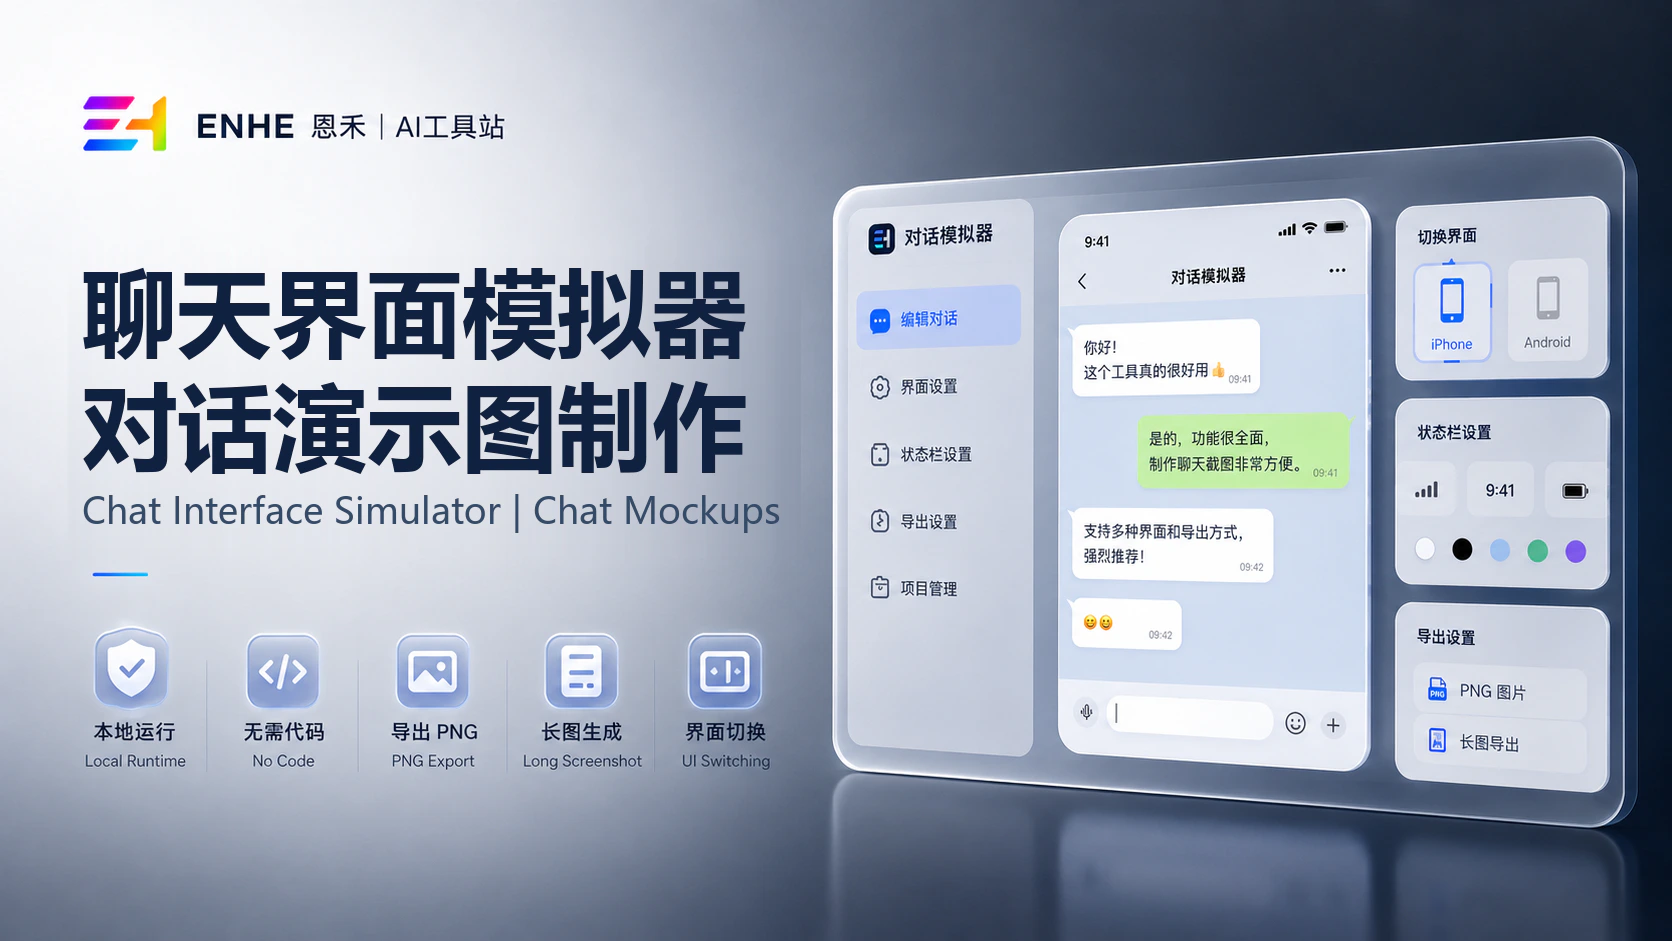 ENHE 恩禾｜AI工具站
聊天界面模拟器
对话演示图制作
Chat Interface Simulator | Chat Mockups
本地运行
Local Runtime
无需代码
No Code
导出 PNG
PNG Export
长图生成
Long Screenshot
界面切换
UI Switching
对话模拟器
编辑对话
界面设置
状态栏设置
导出设置
项目管理
9:41
对话模拟器
你好！
这个工具真的很好用👍 09:41
是的，功能很全面，
制作聊天截图非常方便。 09:41
支持多种界面和导出方式，
强烈推荐！
09:42
😀😀 09:42
切换界面
iPhone
Android
状态栏设置
9:41
导出设置
PNG
PNG 图片
长图导出